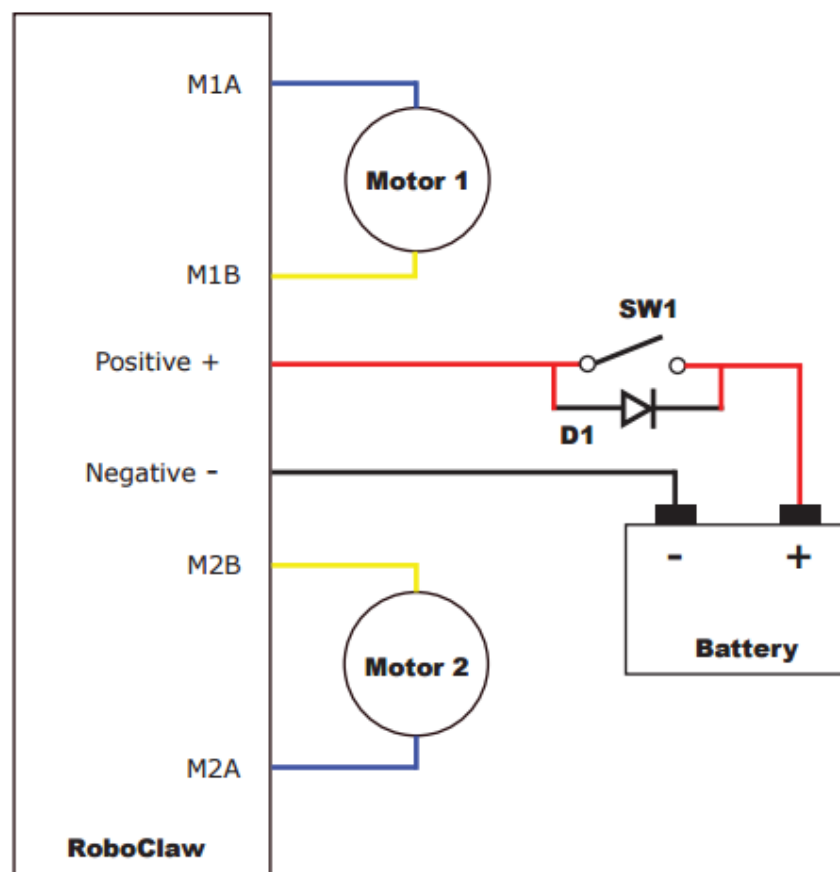 M1A
Motor 1
M1B
SW1
Positive +
D1
Negative -
- +
M2B
Battery
Motor 2
M2A
RoboClaw